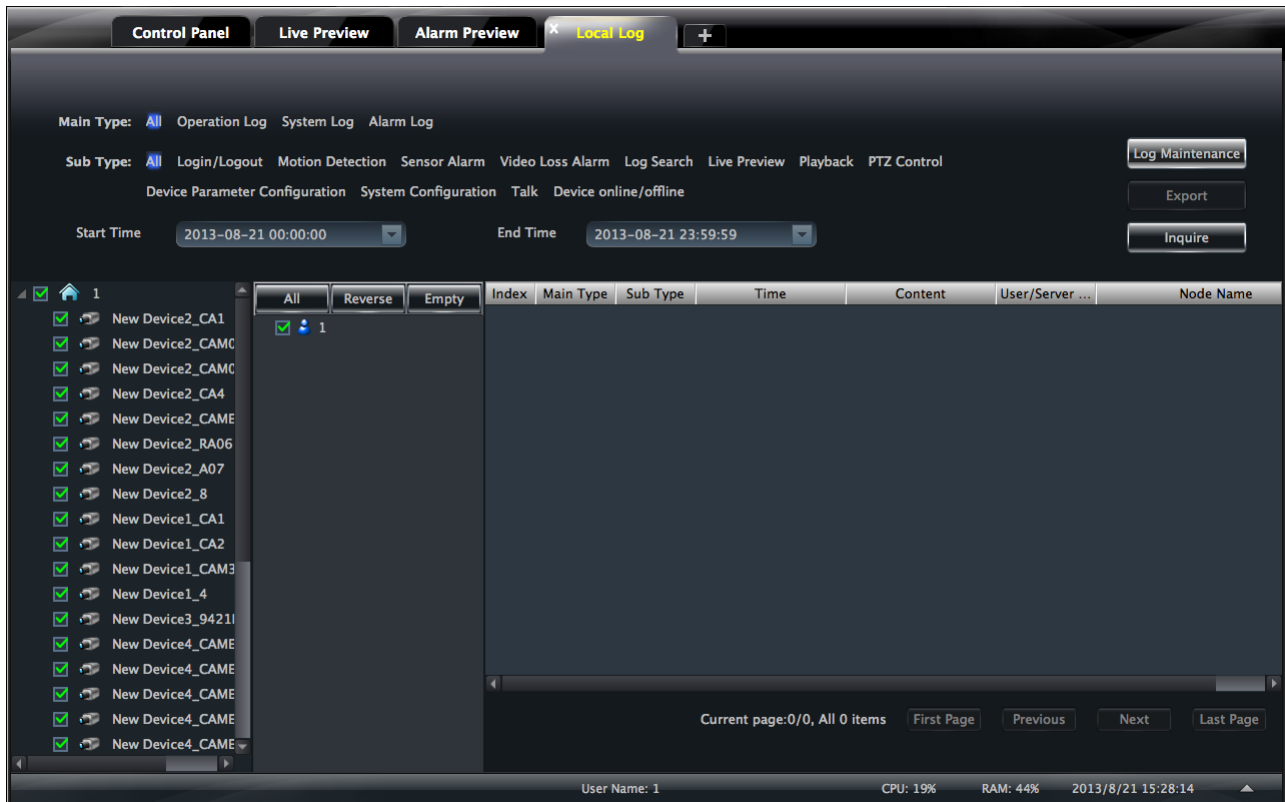 Control Panel Live Preview Alarm Preview X Local Log +
Main Type: All Operation Log System Log Alarm Log
Sub Type: All Login/Logout Motion Detection Sensor Alarm Video Loss Alarm Log Search Live Preview Playback PTZ Control
Device Parameter Configuration System Configuration Talk Device online/offline
Log Maintenance
Export
Start Time 2013-08-21 00:00:00 End Time 2013-08-21 23:59:59
Inquire
1
New Device2_CA1
New Device2_CAM0
New Device2_CAM0
New Device2_CA4
New Device2_CAME
New Device2_RA06
New Device2_A07
New Device2_8
New Device1_CA1
New Device1_CA2
New Device1_CAM3
New Device1_4
New Device3_9421
New Device4_CAME
New Device4_CAME
New Device4_CAME
New Device4_CAME
New Device4_CAME
All Reverse Empty
1
Index Main Type Sub Type Time Content User/Server ... Node Name
Current page:0/0, All 0 items First Page Previous Next Last Page
User Name: 1 CPU: 19% RAM: 44% 2013/8/21 15:28:14